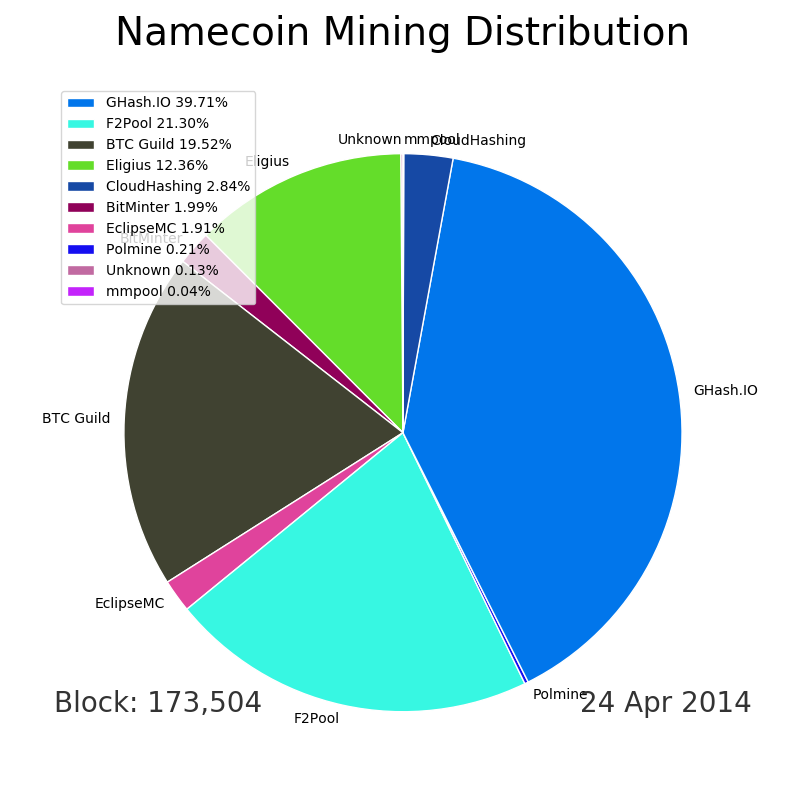 Namecoin Mining Distribution
GHash.IO 39.71%
F2Pool 21.30%
BTC Guild 19.52%
Eligius 12.36%
CloudHashing 2.84%
BitMinter 1.99%
EclipseMC 1.91%
Polmine 0.21%
Unknown 0.13%
mmpool 0.04%
Unknown
mmpool
CloudHashing
Eligius
BitMinter
GHash.IO
BTC Guild
EclipseMC
Polmine
F2Pool
Block: 173,504
24 Apr 2014